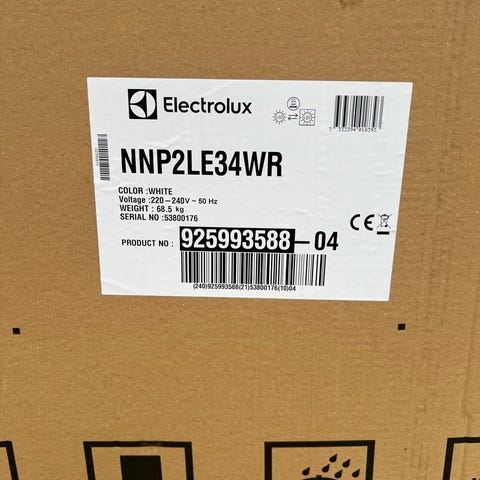 Electrolux
NNP2LE34WR
COLOR :WHITE
Voltage :220-240V ~ 50 Hz
WEIGHT : 68.5 kg
SERIAL NO :53800176
PRODUCT NO : 925993588-04
(240)925993588(21)53800176(10)04
CE